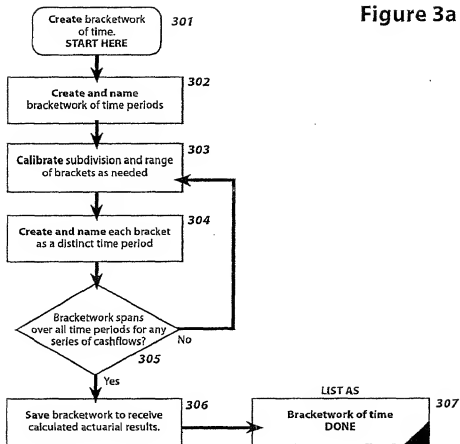 Figure 3a
Create bracketwork
of time.
START HERE
301
302
Create and name
bracketwork of time periods
303
Calibrate subdivision and range
of brackets as needed
304
Create and name each bracket
as a distinct time period
Bracketwork spans
over all time periods for any
series of cashflows?
No
305
Yes
306
Save bracketwork to receive
calculated actuarial results.
LIST AS
307
Bracketwork of time
DONE